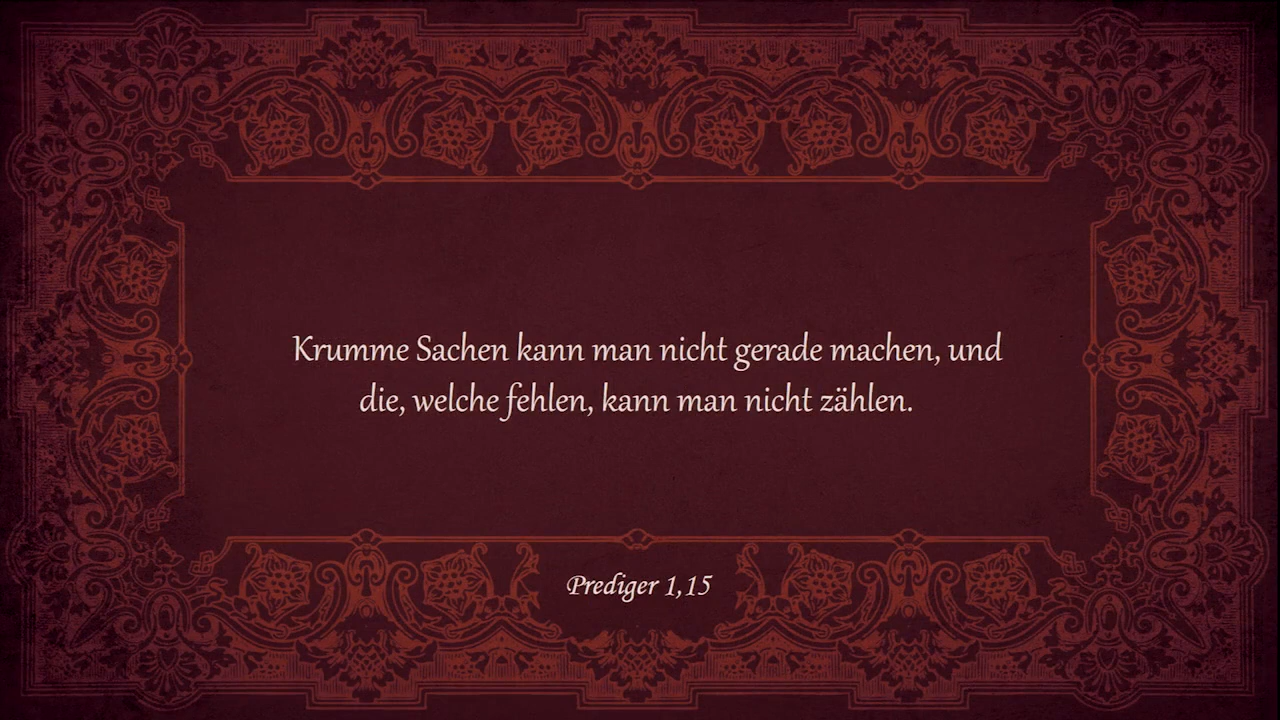 Krumme Sachen kann man nicht gerade machen, und
die, welche fehlen, kann man nicht zählen.
Prediger 1,15